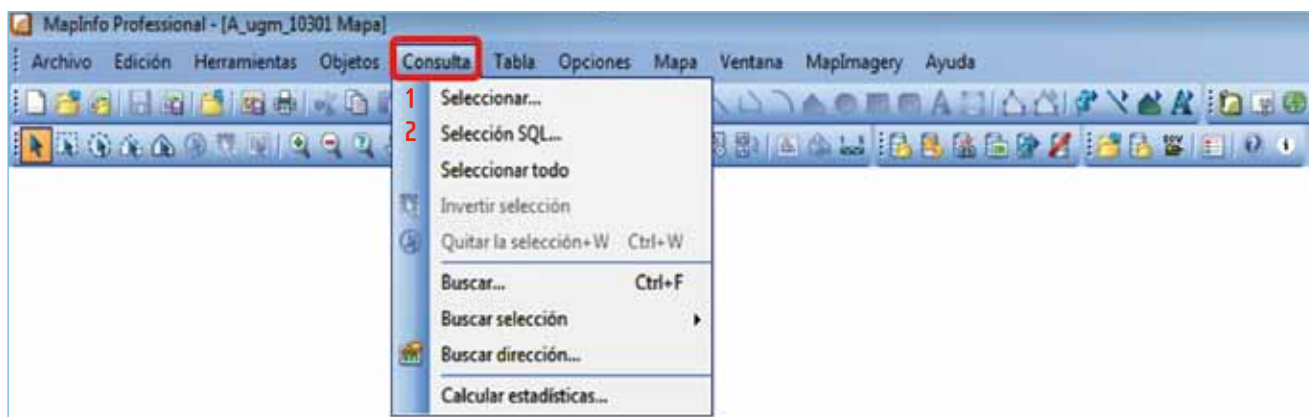 MapInfo Professional - [A_ugm_10301 Mapa]
Archivo Edición Herramientas Objetos Consulta Tabla Opciones Mapa Ventana MapImagery Ayuda
1 Seleccionar...
2 Selección SQL...
Seleccionar todo
Invertir selección
Quitar la selección+W Ctrl+W
Buscar... Ctrl+F
Buscar selección
Buscar dirección...
Calcular estadísticas...